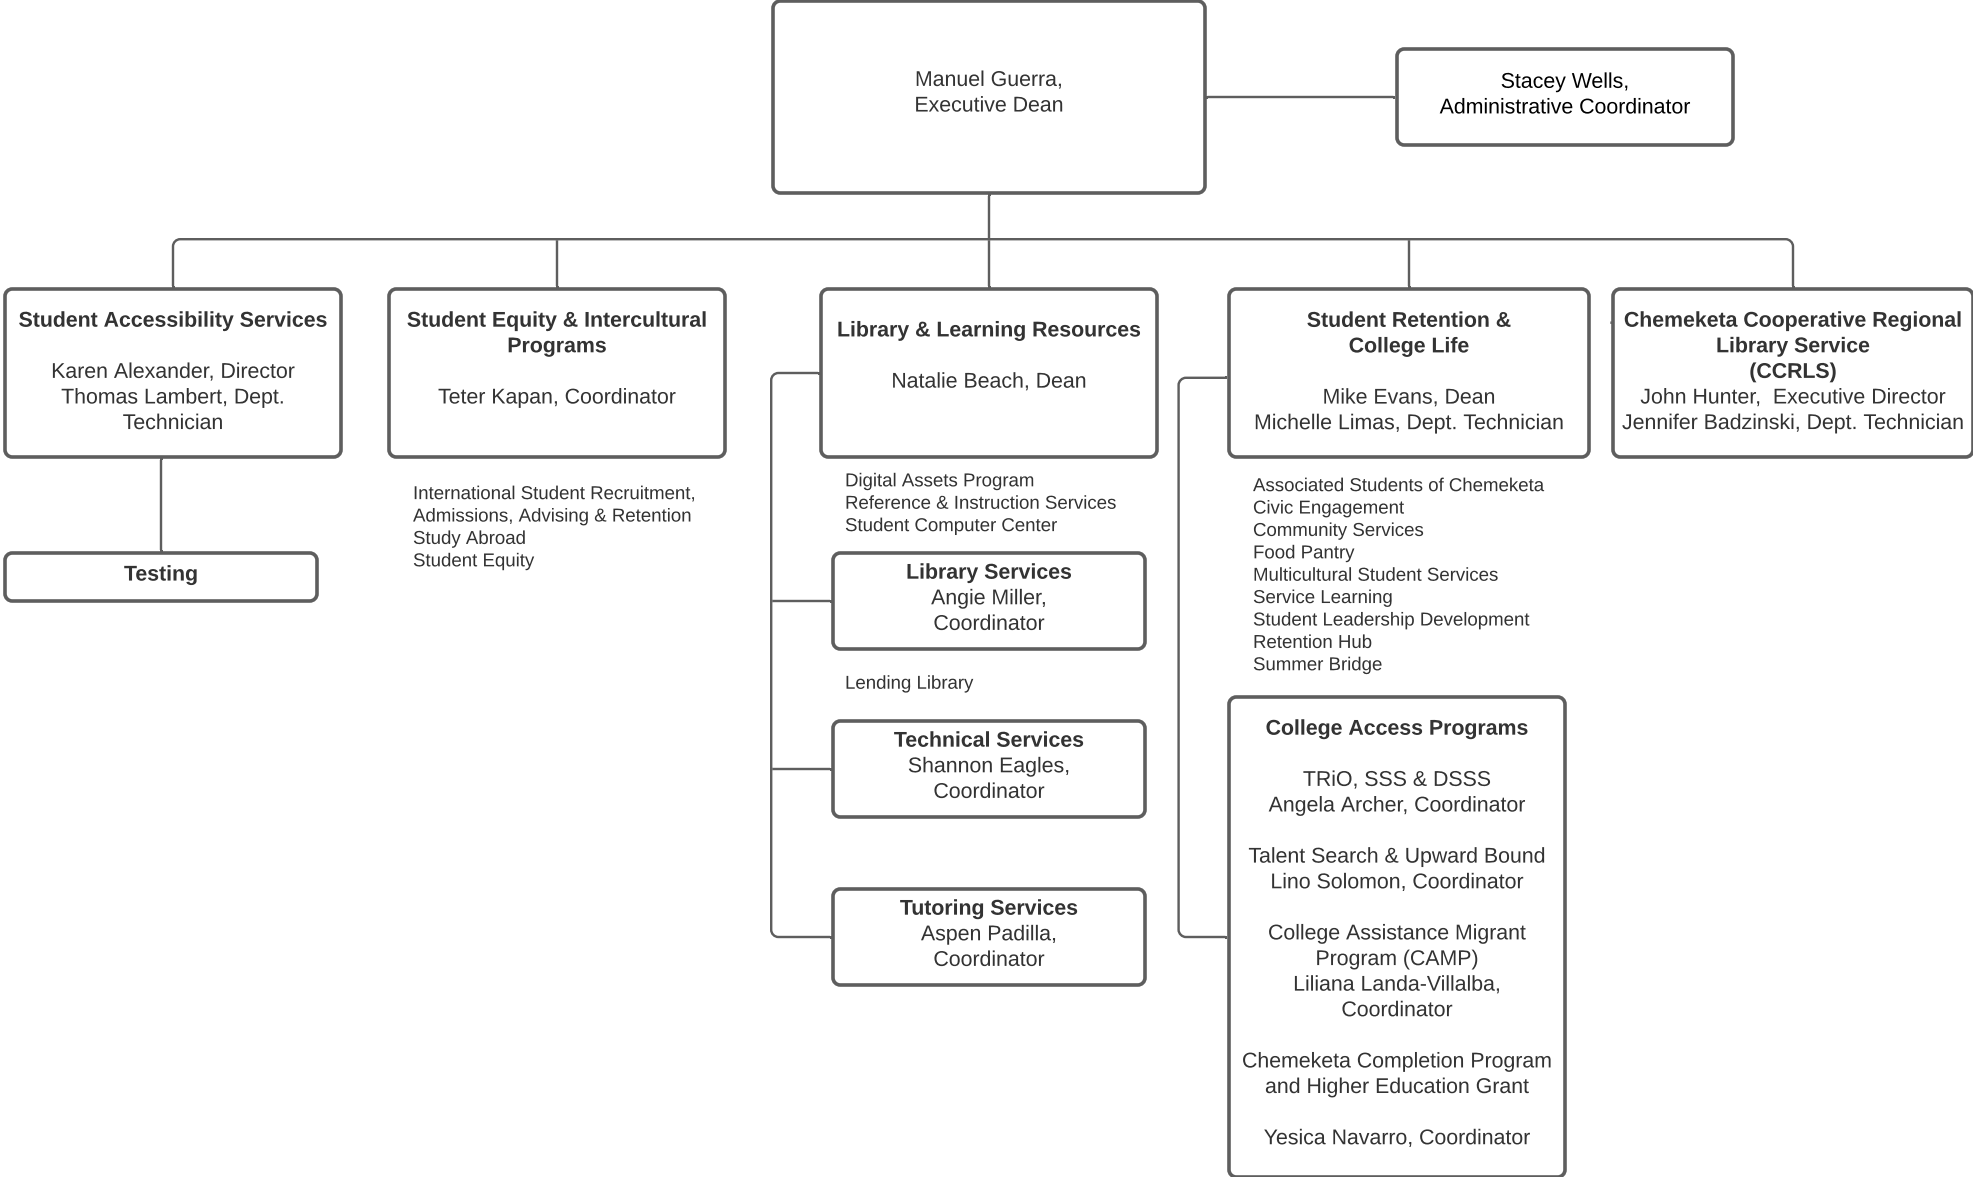 Manuel Guerra,
Executive Dean
Stacey Wells,
Administrative Coordinator
Student Accessibility Services
Karen Alexander, Director
Thomas Lambert, Dept.
Technician
Testing
Student Equity & Intercultural
Programs
Teter Kapan, Coordinator
International Student Recruitment,
Admissions, Advising & Retention
Study Abroad
Student Equity
Library & Learning Resources
Natalie Beach, Dean
Digital Assets Program
Reference & Instruction Services
Student Computer Center
Library Services
Angie Miller,
Coordinator
Lending Library
Technical Services
Shannon Eagles,
Coordinator
Tutoring Services
Aspen Padilla,
Coordinator
Student Retention &
College Life
Mike Evans, Dean
Michelle Limas, Dept. Technician
Associated Students of Chemeketa
Civic Engagement
Community Services
Food Pantry
Multicultural Student Services
Service Learning
Student Leadership Development
Retention Hub
Summer Bridge
College Access Programs
TRiO, SSS & DSSS
Angela Archer, Coordinator
Talent Search & Upward Bound
Lino Solomon, Coordinator
College Assistance Migrant
Program (CAMP)
Liliana Landa-Villalba,
Coordinator
Chemeketa Completion Program
and Higher Education Grant
Yesica Navarro, Coordinator
Chemeketa Cooperative Regional
Library Service
(CCRLS)
John Hunter,  Executive Director
Jennifer Badzinski, Dept. Technician